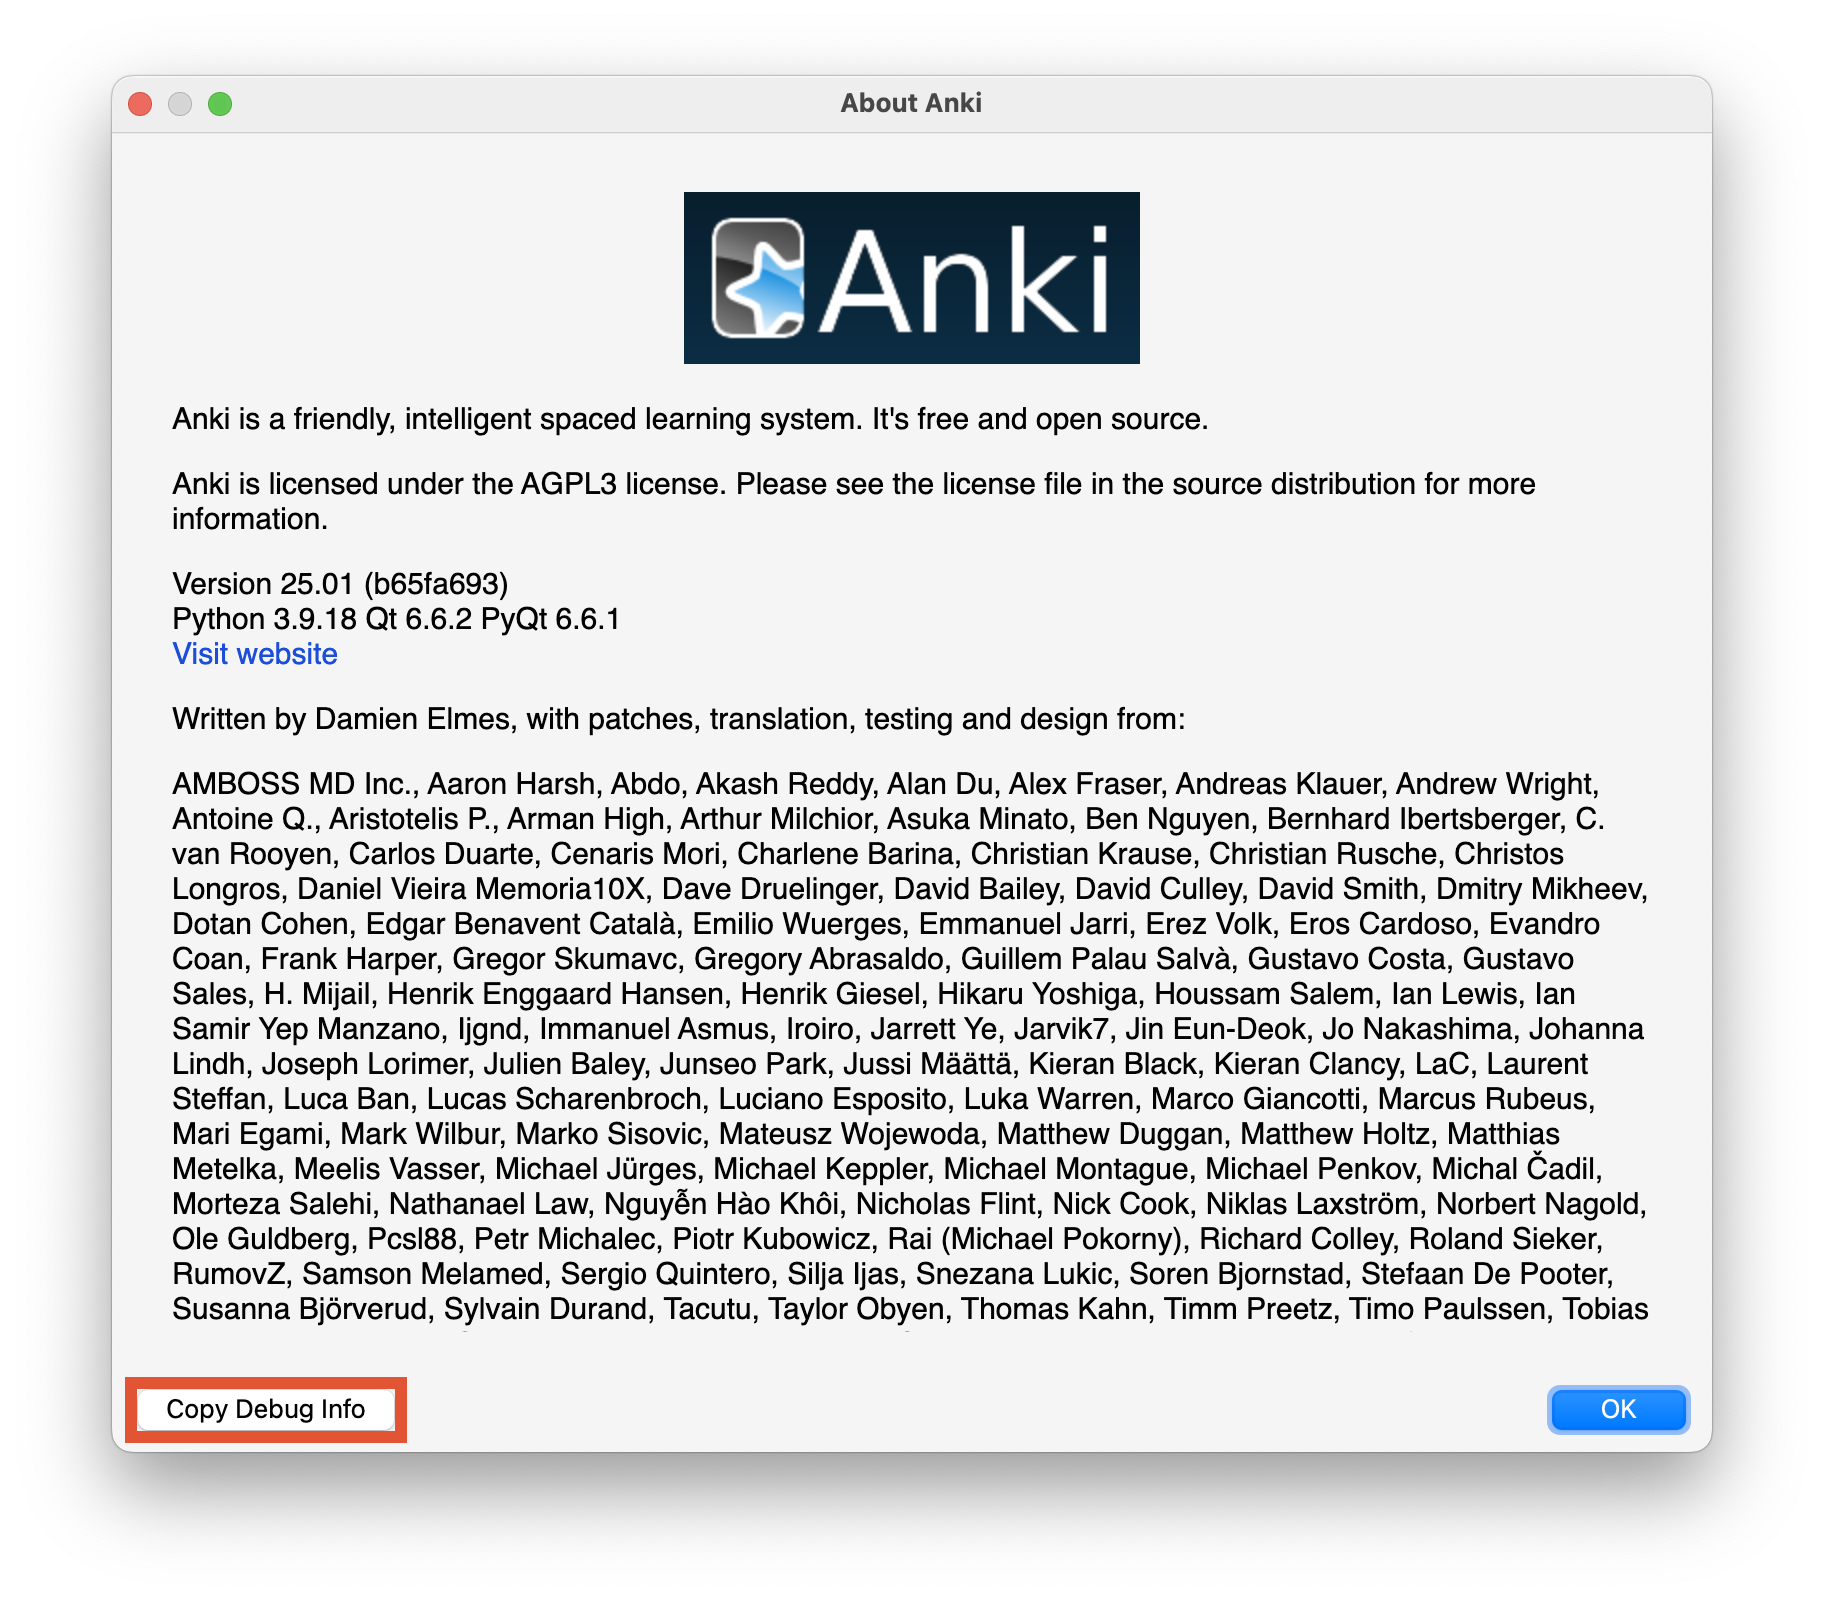 About Anki
Anki
Anki is a friendly, intelligent spaced learning system. It's free and open source.
Anki is licensed under the AGPL3 license. Please see the license file in the source distribution for more
information.
Version 25.01 (b65fa693)
Python 3.9.18 Qt 6.6.2 PyQt 6.6.1
Visit website
Written by Damien Elmes, with patches, translation, testing and design from:
AMBOSS MD Inc., Aaron Harsh, Abdo, Akash Reddy, Alan Du, Alex Fraser, Andreas Klauer, Andrew Wright,
Antoine Q., Aristotelis P., Arman High, Arthur Milchior, Asuka Minato, Ben Nguyen, Bernhard Ibertsberger, C.
van Rooyen, Carlos Duarte, Cenaris Mori, Charlene Barina, Christian Krause, Christian Rusche, Christos
Longros, Daniel Vieira Memoria10X, Dave Druelinger, David Bailey, David Culley, David Smith, Dmitry Mikheev,
Dotan Cohen, Edgar Benavent Català, Emilio Wuerges, Emmanuel Jarri, Erez Volk, Eros Cardoso, Evandro
Coan, Frank Harper, Gregor Skumavc, Gregory Abrasaldo, Guillem Palau Salvà, Gustavo Costa, Gustavo
Sales, H. Mijail, Henrik Enggaard Hansen, Henrik Giesel, Hikaru Yoshiga, Houssam Salem, Ian Lewis, Ian
Samir Yep Manzano, Ijgnd, Immanuel Asmus, Iroiro, Jarrett Ye, Jarvik7, Jin Eun-Deok, Jo Nakashima, Johanna
Lindh, Joseph Lorimer, Julien Baley, Junseo Park, Jussi Määttä, Kieran Black, Kieran Clancy, LaC, Laurent
Steffan, Luca Ban, Lucas Scharenbroch, Luciano Esposito, Luka Warren, Marco Giancotti, Marcus Rubeus,
Mari Egami, Mark Wilbur, Marko Sisovic, Mateusz Wojewoda, Matthew Duggan, Matthew Holtz, Matthias
Metelka, Meelis Vasser, Michael Jürges, Michael Keppler, Michael Montague, Michael Penkov, Michal Čadil,
Morteza Salehi, Nathanael Law, Nguyễn Hào Khôi, Nicholas Flint, Nick Cook, Niklas Laxström, Norbert Nagold,
Ole Guldberg, Pcsl88, Petr Michalec, Piotr Kubowicz, Rai (Michael Pokorny), Richard Colley, Roland Sieker,
RumovZ, Samson Melamed, Sergio Quintero, Silja Ijas, Snezana Lukic, Soren Bjornstad, Stefaan De Pooter,
Susanna Björverud, Sylvain Durand, Tacutu, Taylor Obyen, Thomas Kahn, Timm Preetz, Timo Paulssen, Tobias
Copy Debug Info
OK